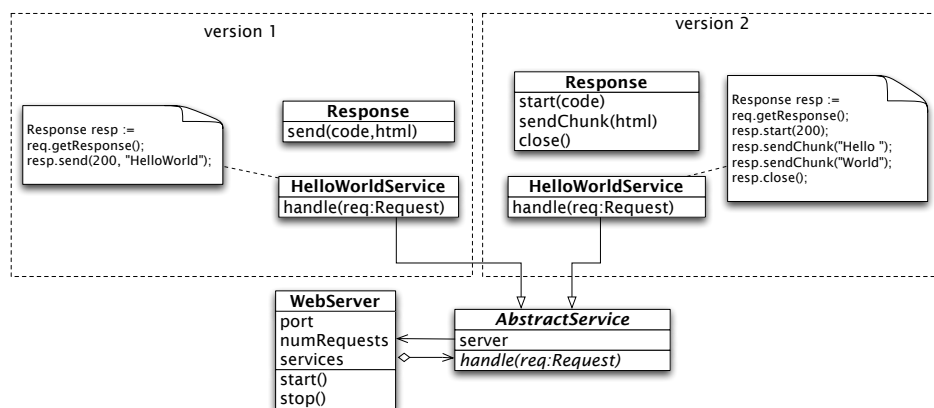 version 1
Response
send(code,html)
Response resp :=
req.getResponse();
resp.send(200, "HelloWorld");
HelloWorldService
handle(req:Request)
version 2
Response
start(code)
sendChunk(html)
close()
Response resp :=
req.getResponse();
resp.start(200);
resp.sendChunk("Hello ");
resp.sendChunk("World");
resp.close();
HelloWorldService
handle(req:Request)
WebServer
port
numRequests
services
start()
stop()
AbstractService
server
handle(req:Request)